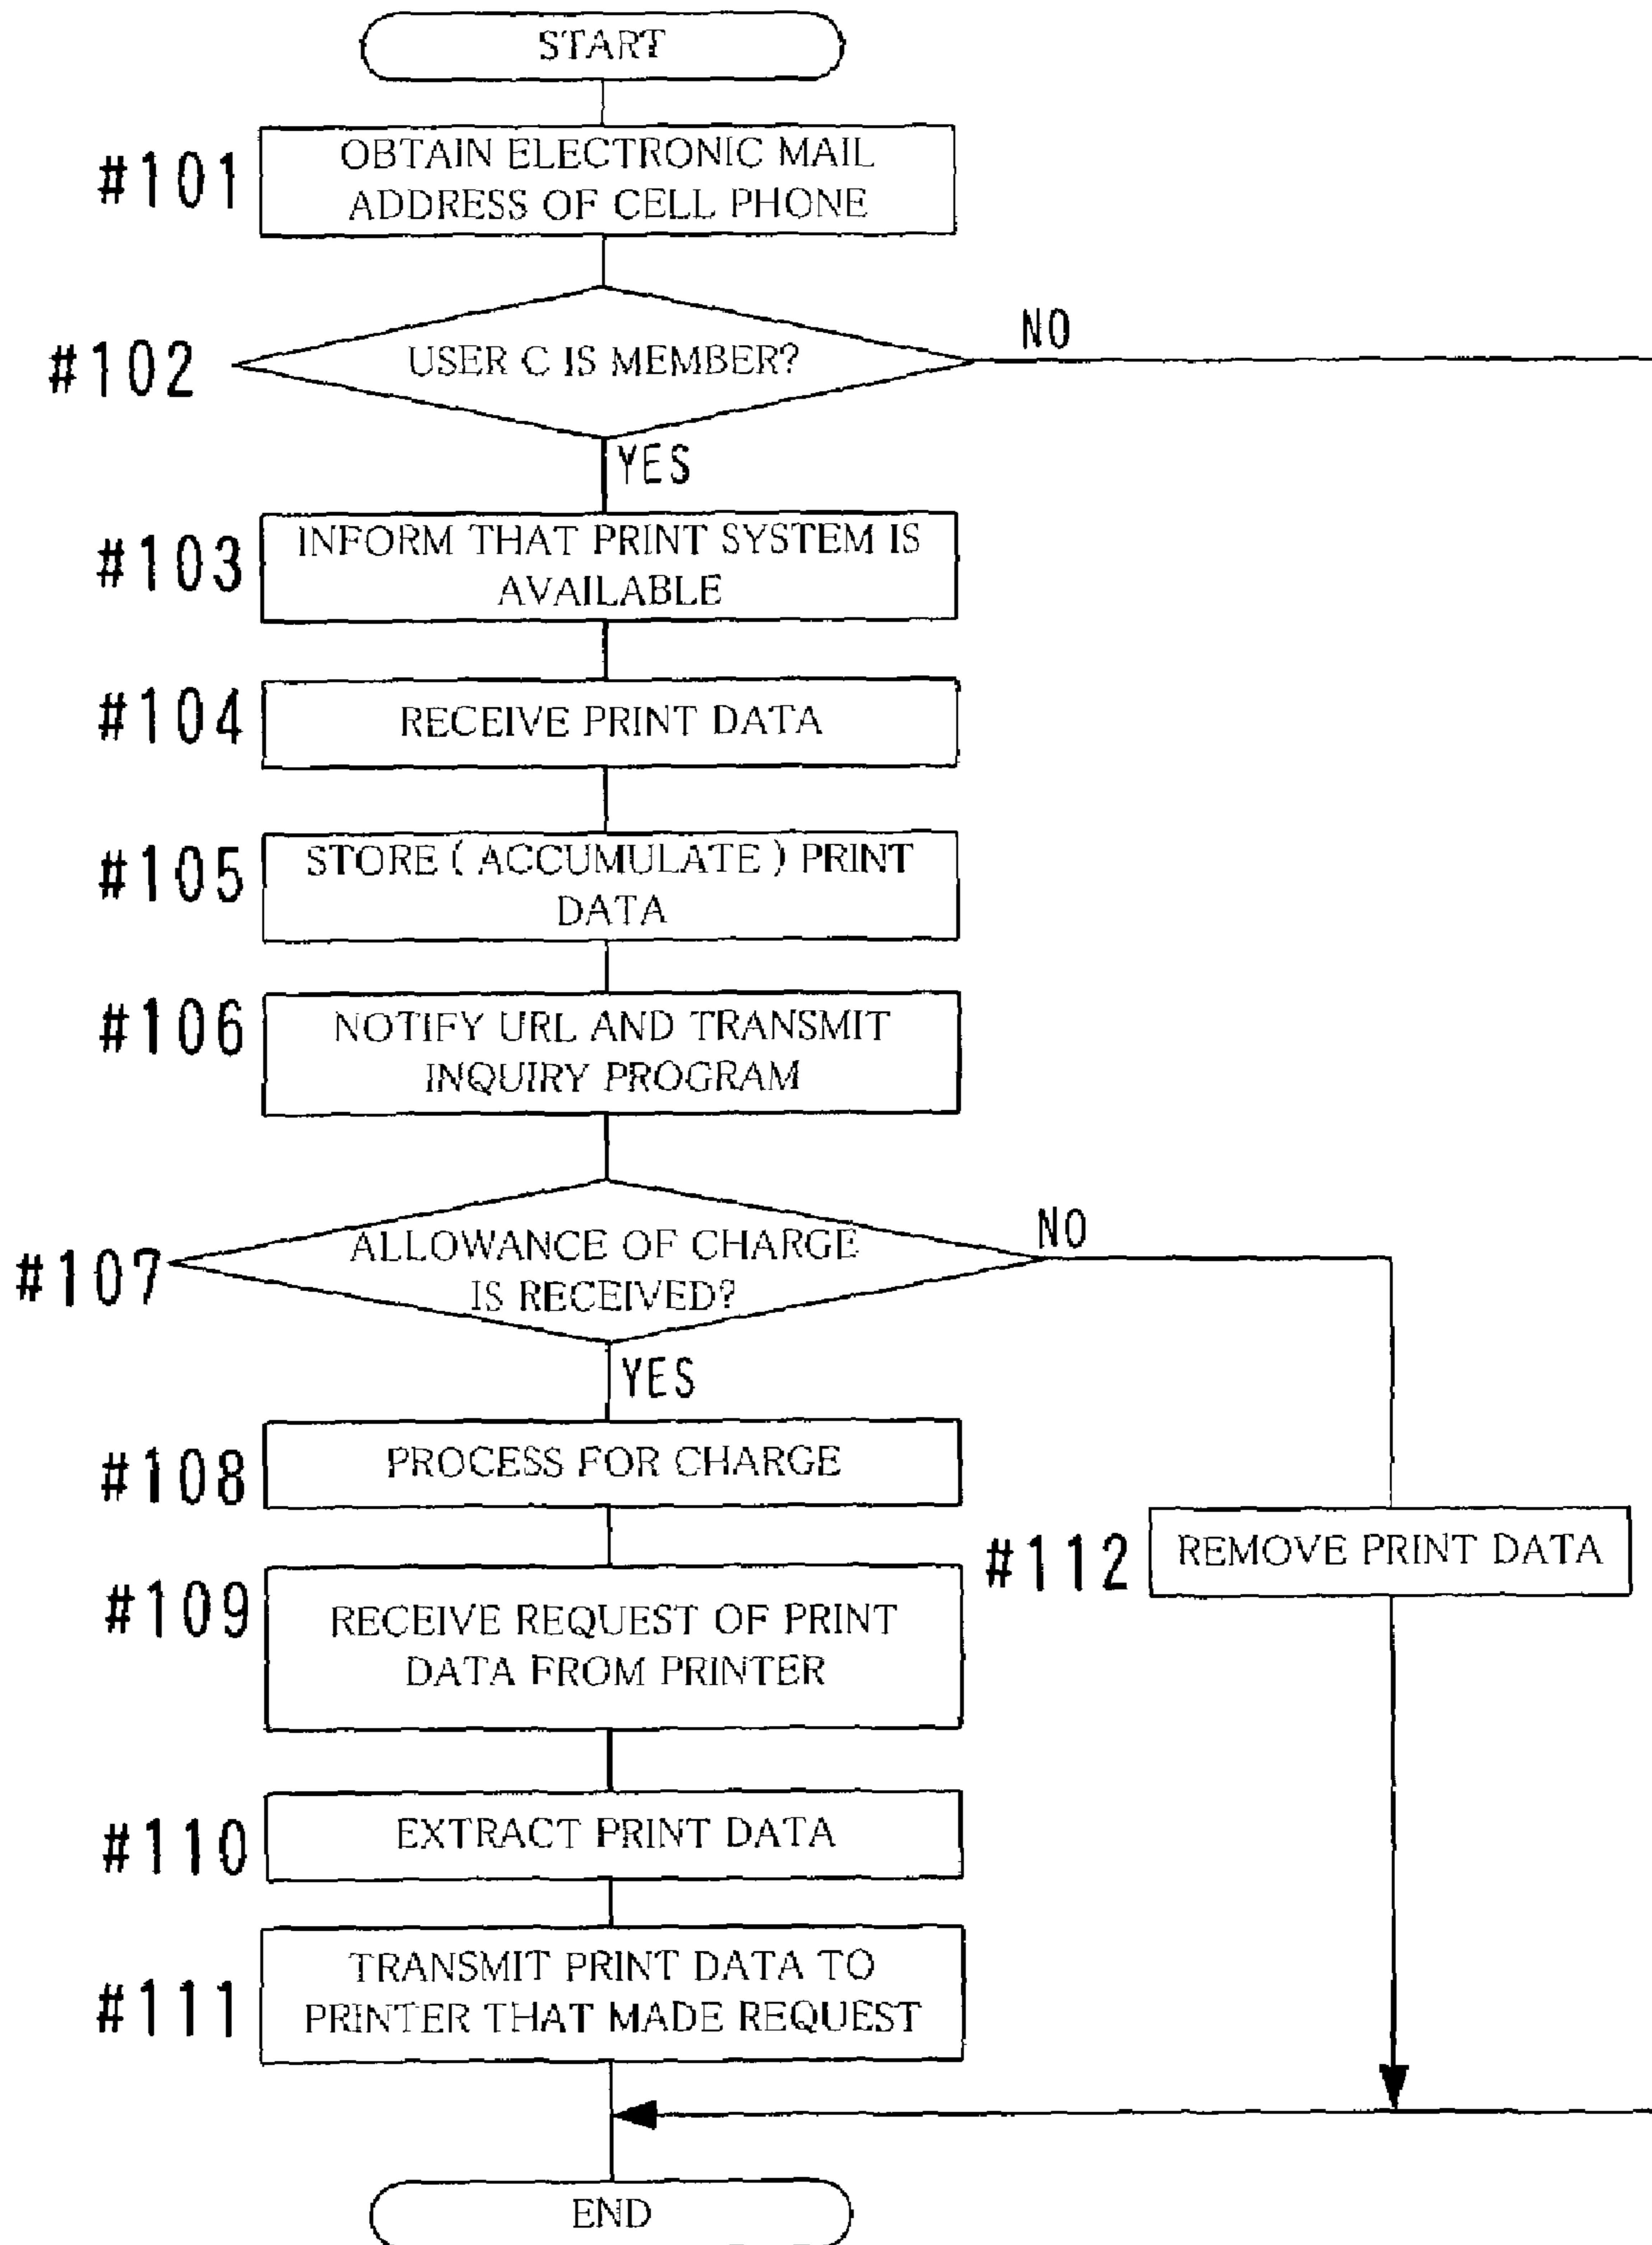 START
#101
OBTAIN ELECTRONIC MAIL
ADDRESS OF CELL PHONE
#102
USER C IS MEMBER?
NO
YES
#103
INFORM THAT PRINT SYSTEM IS
AVAILABLE
#104
RECEIVE PRINT DATA
#105
STORE ( ACCUMULATE ) PRINT
DATA
#106
NOTIFY URL AND TRANSMIT
INQUIRY PROGRAM
#107
ALLOWANCE OF CHARGE
IS RECEIVED?
NO
YES
#108
PROCESS FOR CHARGE
#112
REMOVE PRINT DATA
#109
RECEIVE REQUEST OF PRINT
DATA FROM PRINTER
#110
EXTRACT PRINT DATA
#111
TRANSMIT PRINT DATA TO
PRINTER THAT MADE REQUEST
END